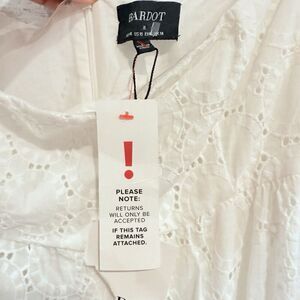 BARDOT
!
PLEASE
NOTE:
RETURNS
WILL ONLY BE
ACCEPTED
IF THIS TAG
REMAINS
ATTACHED.